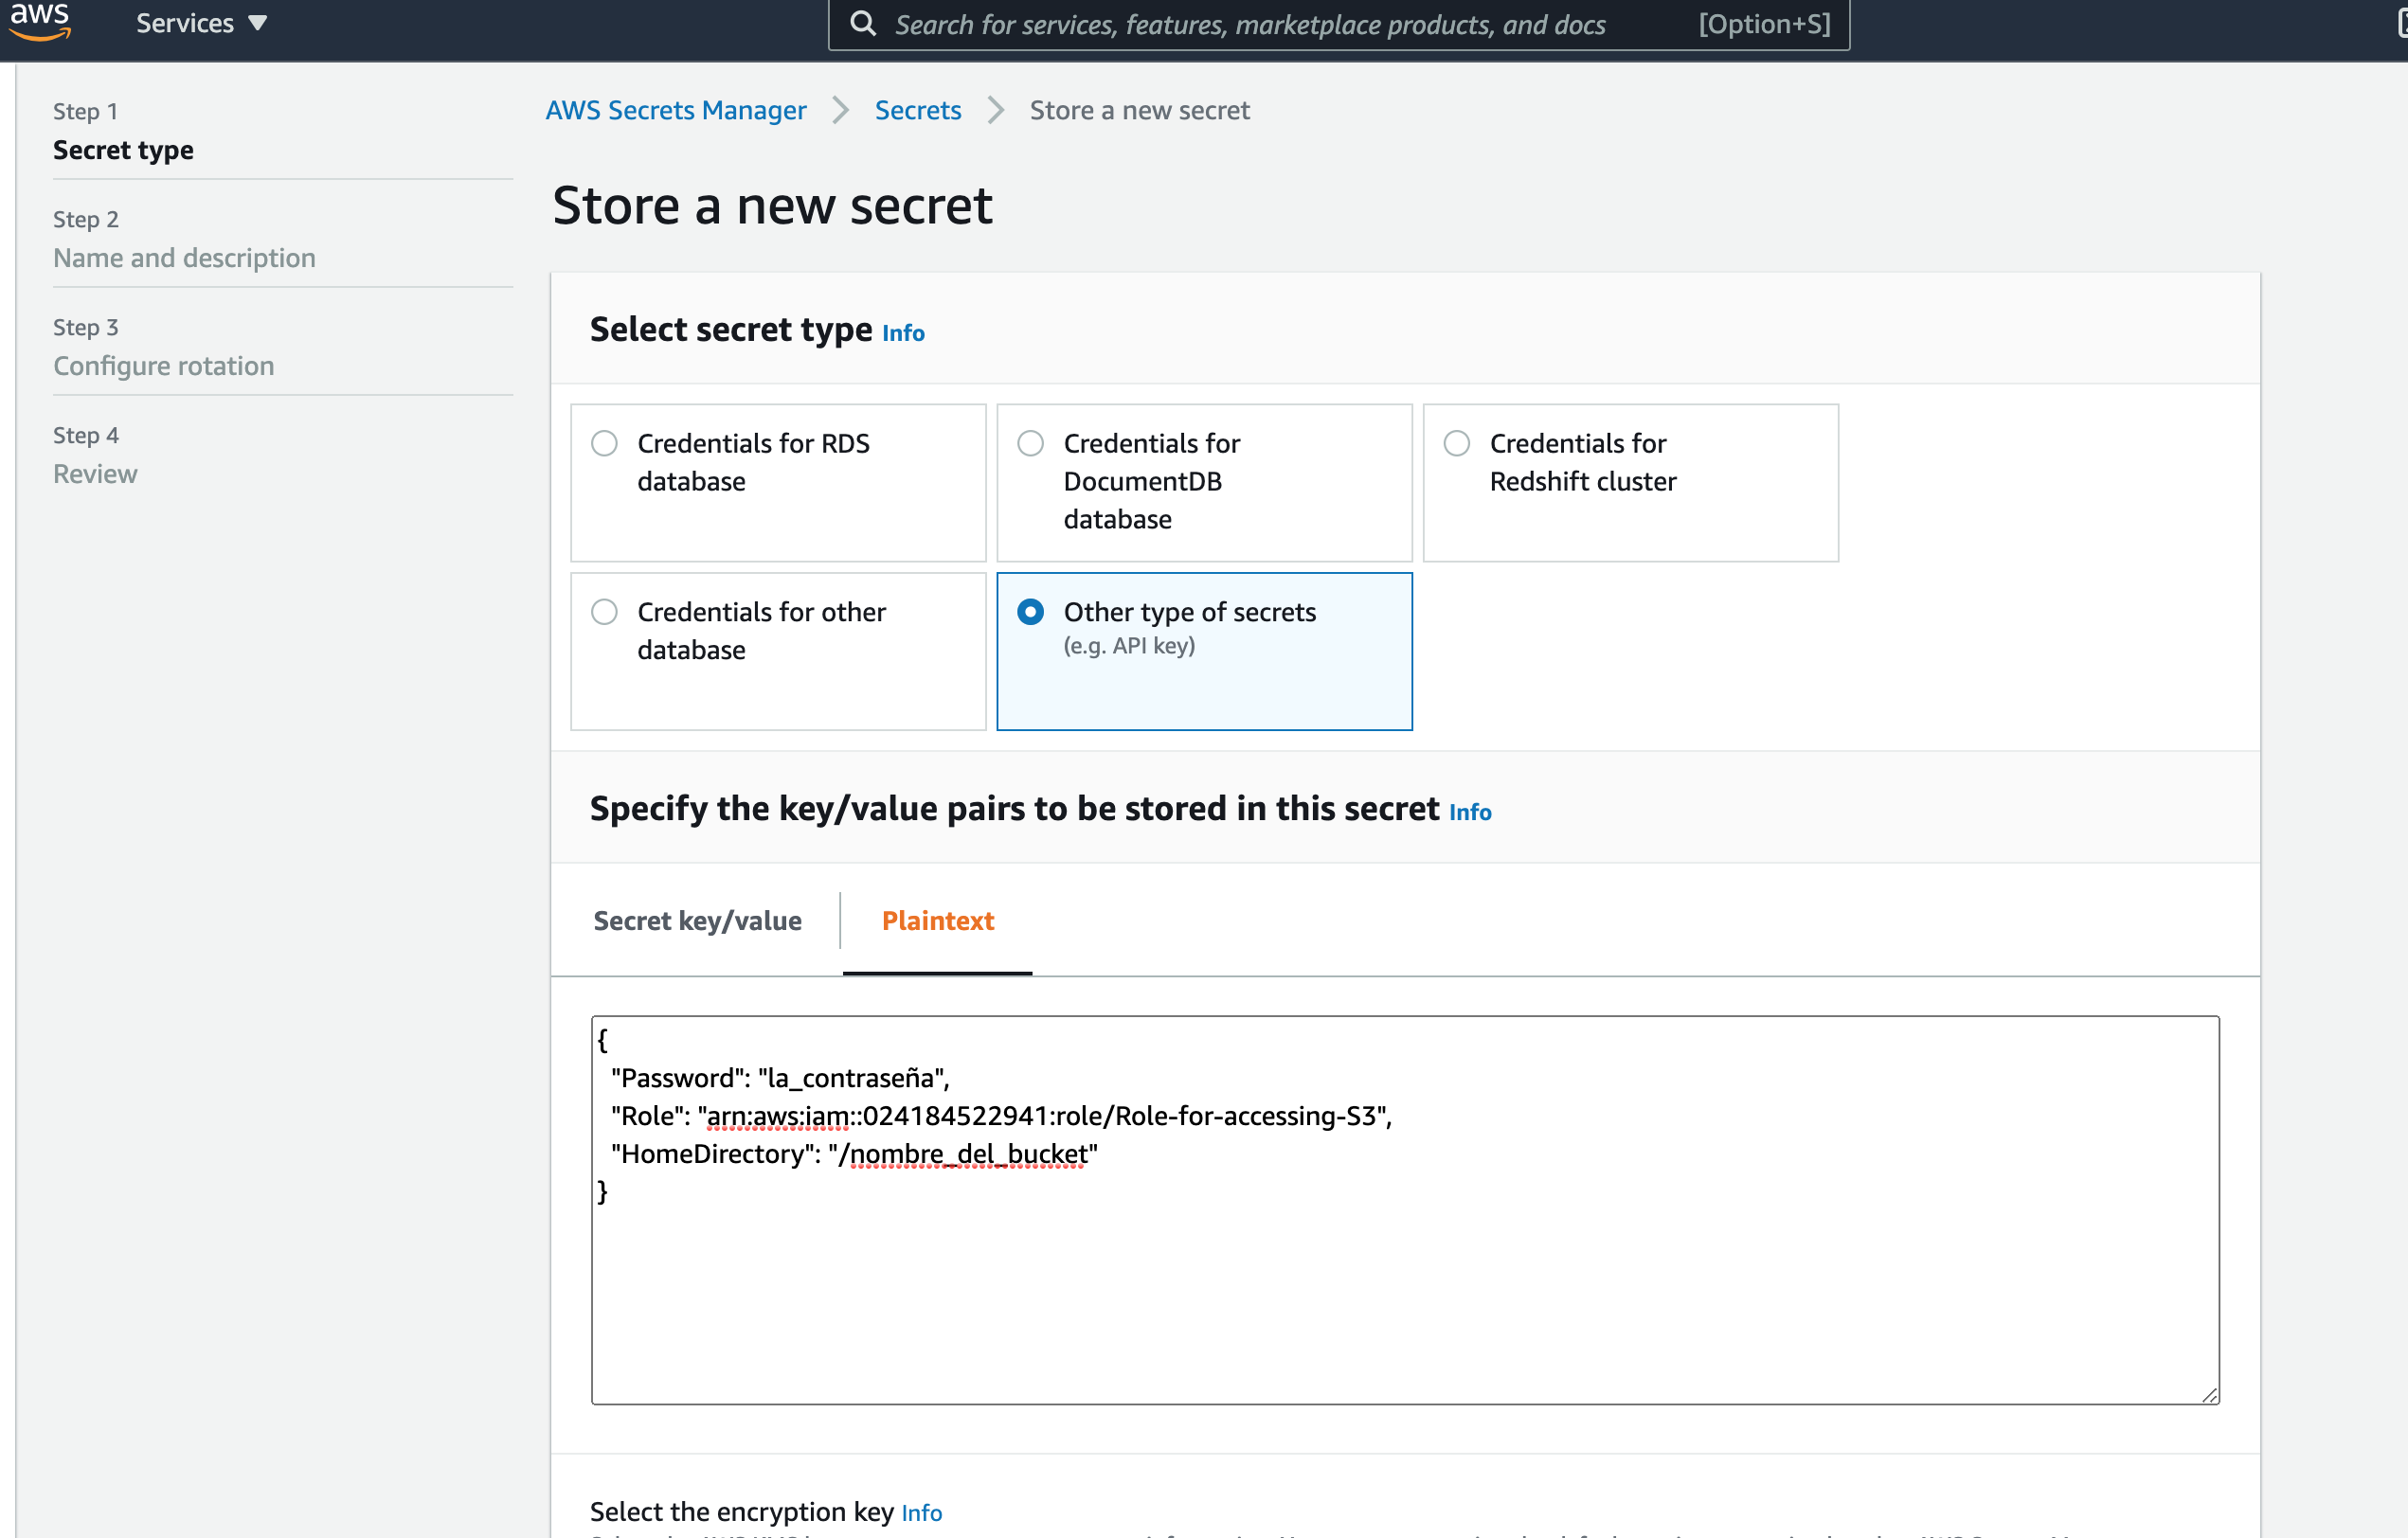 aws
Services
Search for services, features, marketplace products, and docs
[Option+S]
Step 1
Secret type
Step 2
Name and description
Step 3
Configure rotation
Step 4
Review
AWS Secrets Manager
Secrets
Store a new secret
Store a new secret
Select secret type Info
Credentials for RDS
database
Credentials for
DocumentDB
database
Credentials for
Redshift cluster
Credentials for other
database
Other type of secrets
(e.g. API key)
Specify the key/value pairs to be stored in this secret Info
Secret key/value
Plaintext
{
"Password": "la_contraseña",
"Role": "arn:aws:iam::024184522941:role/Role-for-accessing-S3",
"HomeDirectory": "/nombre_del_bucket"
}
Select the encryption key Info